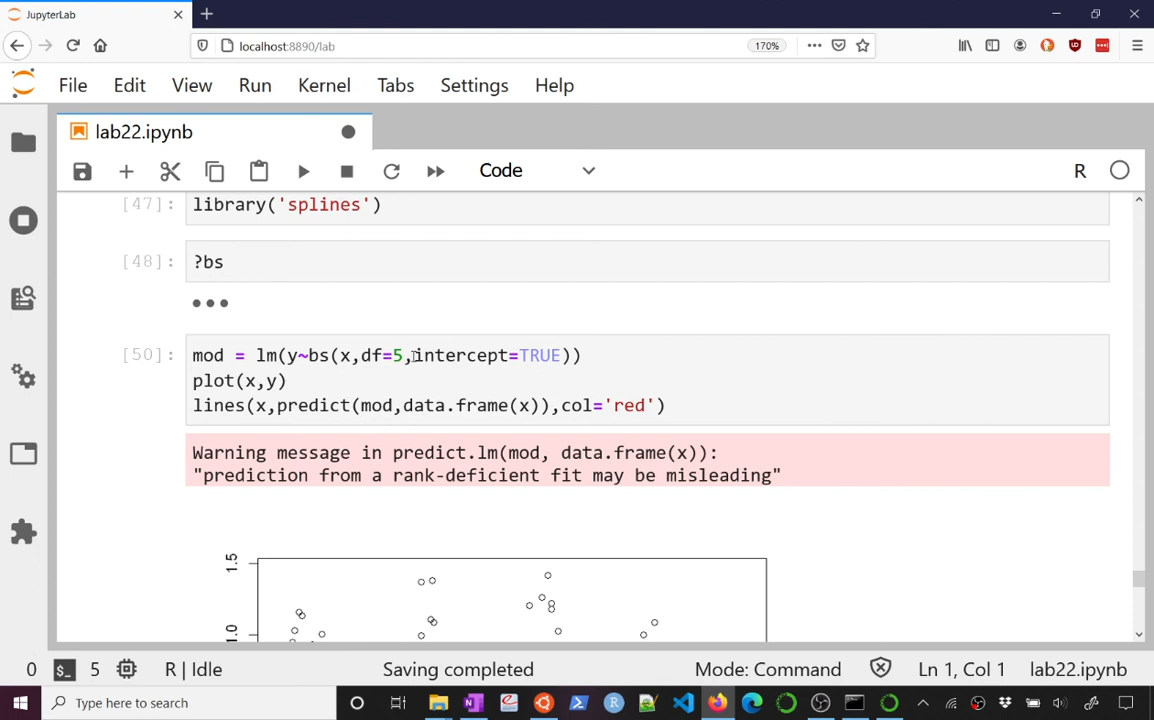 JupyterLab
localhost:8890/lab
170%
File Edit View Run Kernel Tabs Settings Help
lab22.ipynb
Code
R
[47]: library('splines')
[48]: ?bs
[50]: mod = lm(y~bs(x,df=5,intercept=TRUE))
plot(x,y)
lines(x,predict(mod,data.frame(x)),col='red')
Warning message in predict.lm(mod, data.frame(x)):
"prediction from a rank-deficient fit may be misleading"
1.5
1.0
0 $_ 5 R | Idle Saving completed Mode: Command Ln 1, Col 1 lab22.ipynb
Type here to search